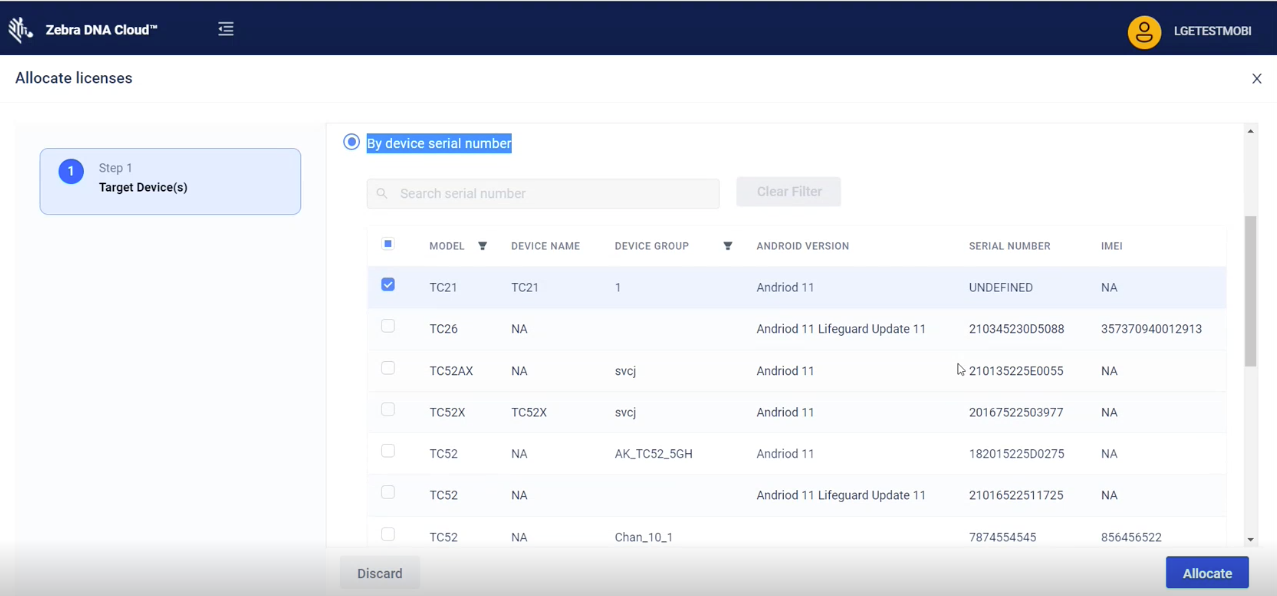 Zebra DNA Cloud™
LGETESTMOBI
Allocate licenses
1
Step 1
Target Device(s)
By device serial number
Search serial number
Clear Filter
MODEL DEVICE NAME DEVICE GROUP ANDROID VERSION SERIAL NUMBER IMEI
TC21 TC21 1 Andriod 11 UNDEFINED NA
TC26 NA Andriod 11 Lifeguard Update 11 210345230D5088 357370940012913
TC52AX NA svcj Andriod 11 210135225E0055 NA
TC52X TC52X svcj Andriod 11 20167522503977 NA
TC52 NA AK_TC52_5GH Andriod 11 182015225D0275 NA
TC52 NA Andriod 11 Lifeguard Update 11 21016522511725 NA
TC52 NA Chan_10_1 7874554545 856456522
Discard
Allocate